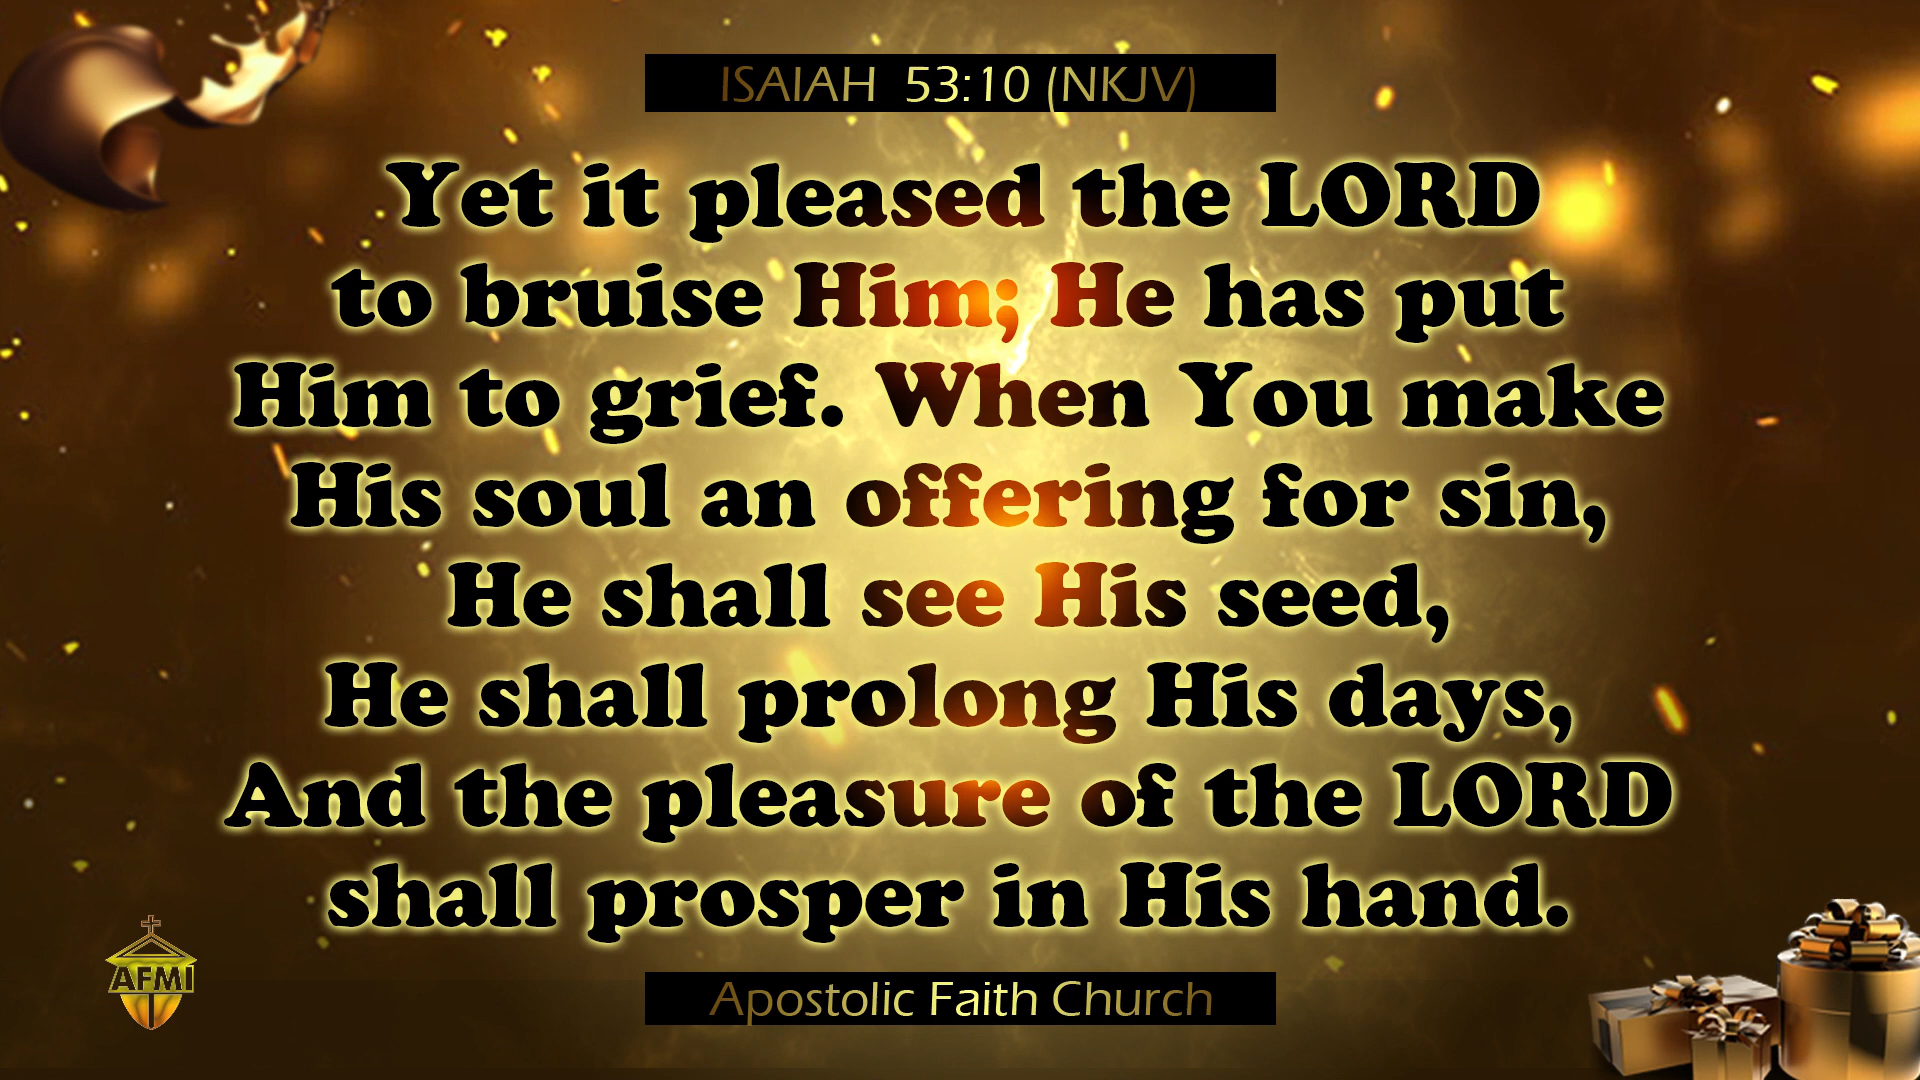 ISAIAH 53:10 (NKJV)
Yet it pleased the LORD
to bruise Him; He has put
Him to grief. When You make
His soul an offering for sin,
He shall see His seed,
He shall prolong His days,
And the pleasure of the LORD
shall prosper in His hand.
AFMI
Apostolic Faith Church